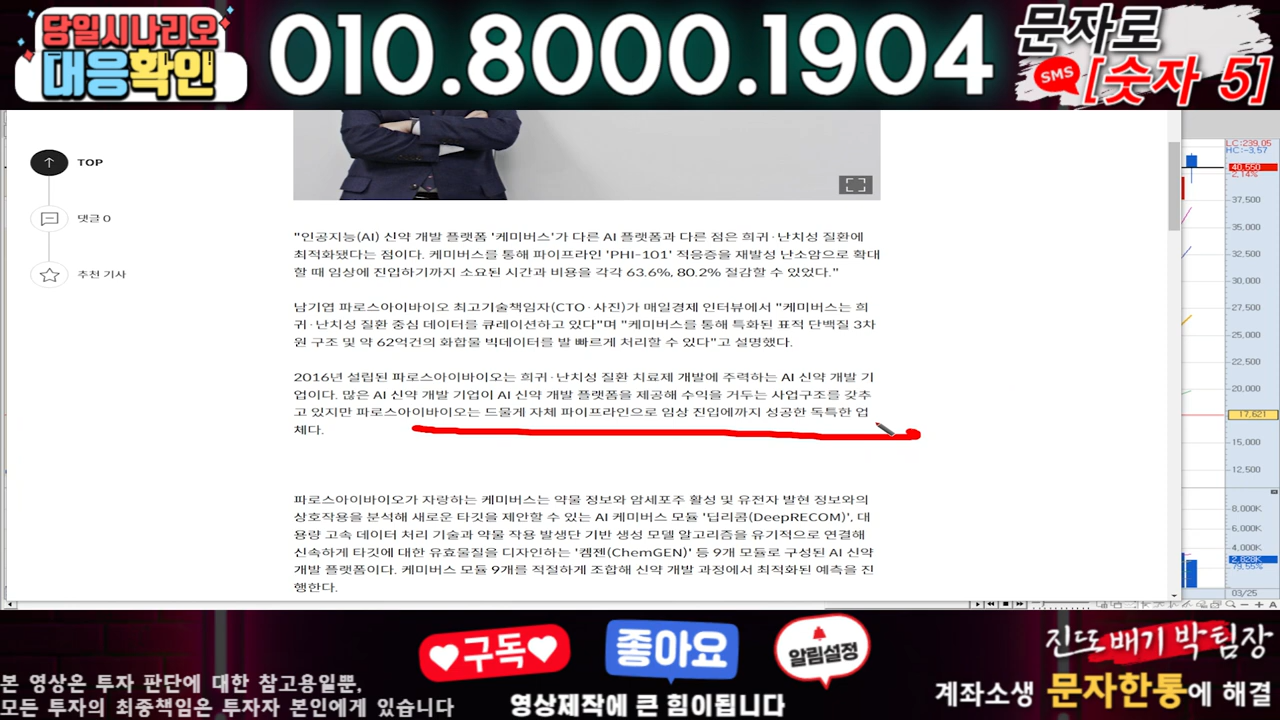 당일시나리오
대응확인
010.8000.1904
문자로
SMS
[숫자 5]
TOP
댓글 0
추천 기사
"인공지능(AI) 신약 개발 플랫폼 '케미버스'가 다른 AI 플랫폼과 다른 점은 희귀·난치성 질환에
최적화됐다는 점이다. 케미버스를 통해 파이프라인 'PHI-101' 적응증을 재발성 난소암으로 확대
할 때 임상에 진입하기까지 소요된 시간과 비용을 각각 63.6%, 80.2% 절감할 수 있었다."
남기엽 파로스아이바이오 최고기술책임자(CTO·사진)가 매일경제 인터뷰에서 "케미버스는 희
귀·난치성 질환 중심 데이터를 큐레이션하고 있다"며 "케미버스를 통해 특화된 표적 단백질 3차
원 구조 및 약 62억건의 화합물 빅데이터를 발 빠르게 처리할 수 있다"고 설명했다.
2016년 설립된 파로스아이바이오는 희귀·난치성 질환 치료제 개발에 주력하는 AI 신약 개발 기
업이다. 많은 AI 신약 개발 기업이 AI 신약 개발 플랫폼을 제공해 수익을 거두는 사업구조를 갖추
고 있지만 파로스아이바이오는 드물게 자체 파이프라인으로 임상 진입에까지 성공한 독특한 업
체다.
파로스아이바이오가 자랑하는 케미버스는 약물 정보와 암세포주 활성 및 유전자 발현 정보와의
상호작용을 분석해 새로운 타깃을 제안할 수 있는 AI 케미버스 모듈 '딥리콤(DeepRECOM)', 대
용량 고속 데이터 처리 기술과 약물 작용 발생단 기반 생성 모델 알고리즘을 유기적으로 연결해
신속하게 타깃에 대한 유효물질을 디자인하는 '켐젠(ChemGEN)' 등 9개 모듈로 구성된 AI 신약
개발 플랫폼이다. 케미버스 모듈 9개를 적절하게 조합해 신약 개발 과정에서 최적화된 예측을 진
행한다.
LC:239.05
HC:-3.57
40,550
2.14%
37,500
35,000
32,500
30,000
27,500
25,000
22,500
20,000
17,621
15,000
12,500
8,000K
6,000K
4,000K
2,828K
79.55%
03/25
구독
좋아요
알림설정
영상제작에 큰 힘이됩니다
본 영상은 투자 판단에 대한 참고용일뿐,
모든 투자의 최종책임은 투자자 본인에게 있습니다
진또배기 박팀장
계좌소생 문자한통에 해결